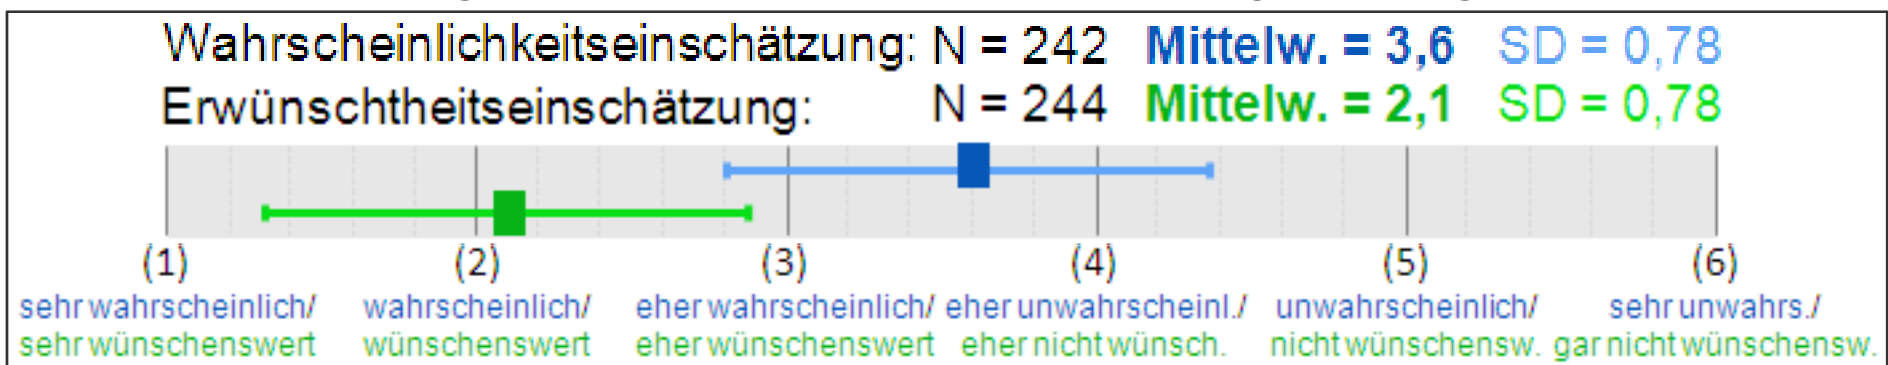 Wahrscheinlichkeitseinschätzung: N = 242 Mittelw. = 3,6 SD = 0,78
Erwünschtheitseinschätzung: N = 244 Mittelw. = 2,1 SD = 0,78
(1) (2) (3) (4) (5) (6)
sehr wahrscheinlich/ wahrscheinlich/ eher wahrscheinlich/ eher unwahrscheinl./ unwahrscheinlich/ sehr unwahrs./
sehr wünschenswert wünschenswert eher wünschenswert eher nicht wünsch. nicht wünschensw. gar nicht wünschensw.